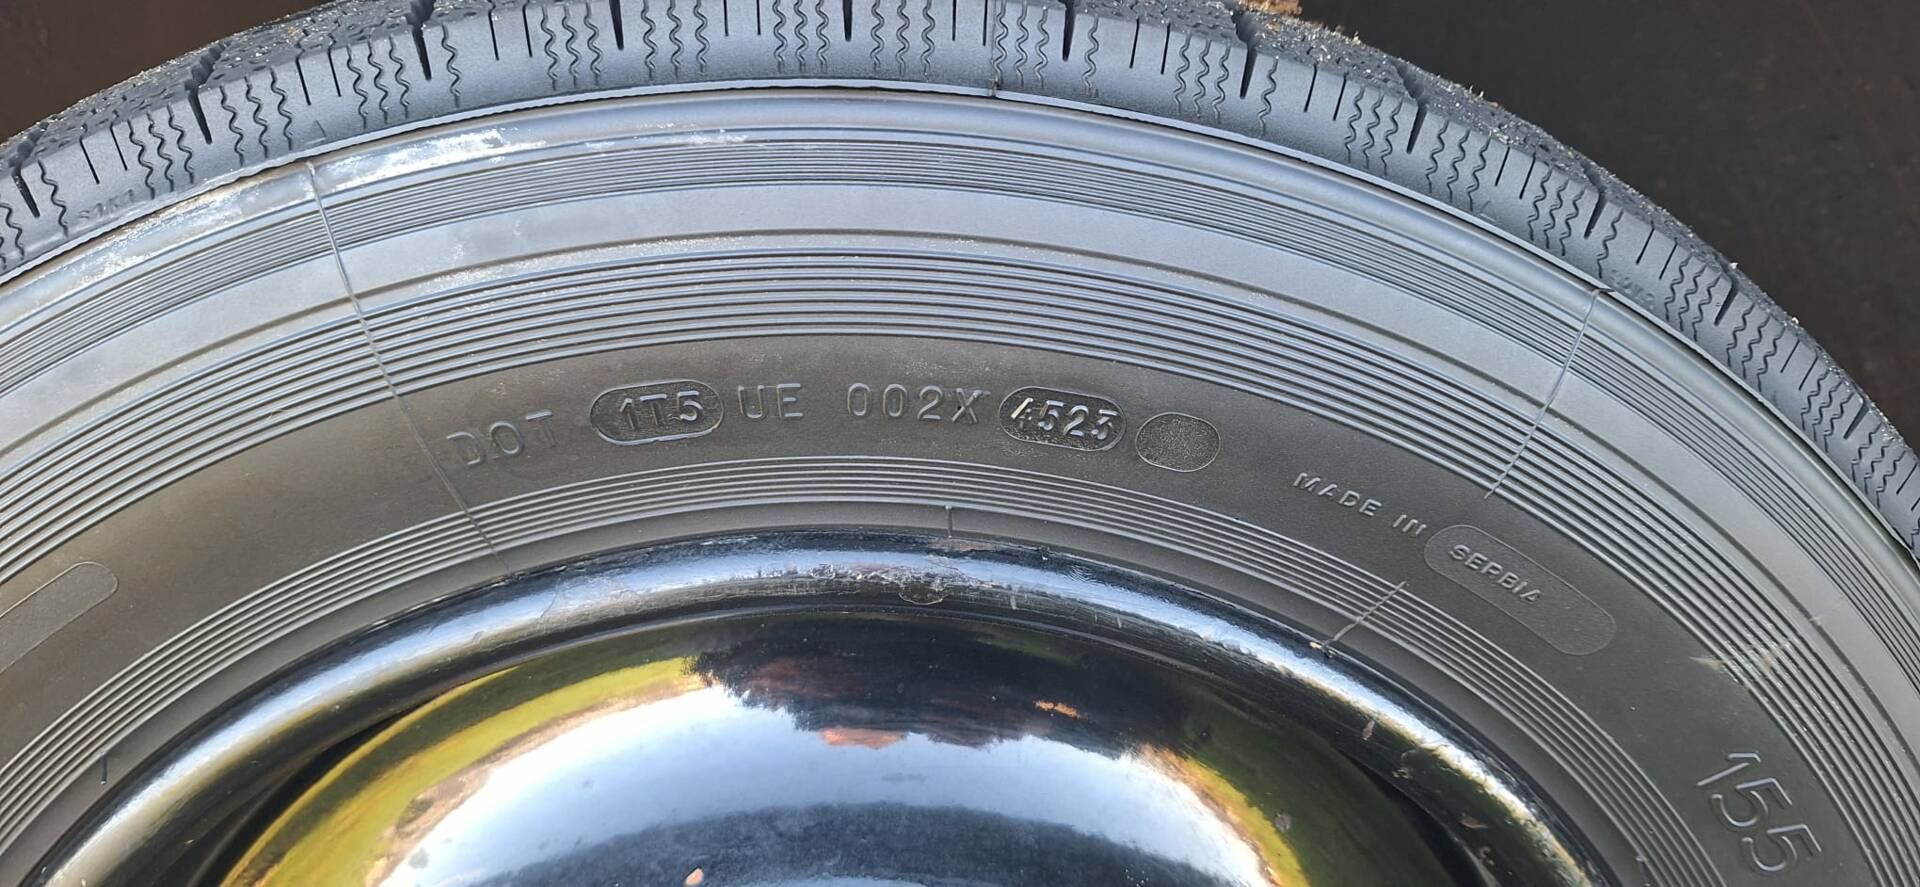 DOT 1T5 UE 002X 4523
MADE IN SERBIA
155